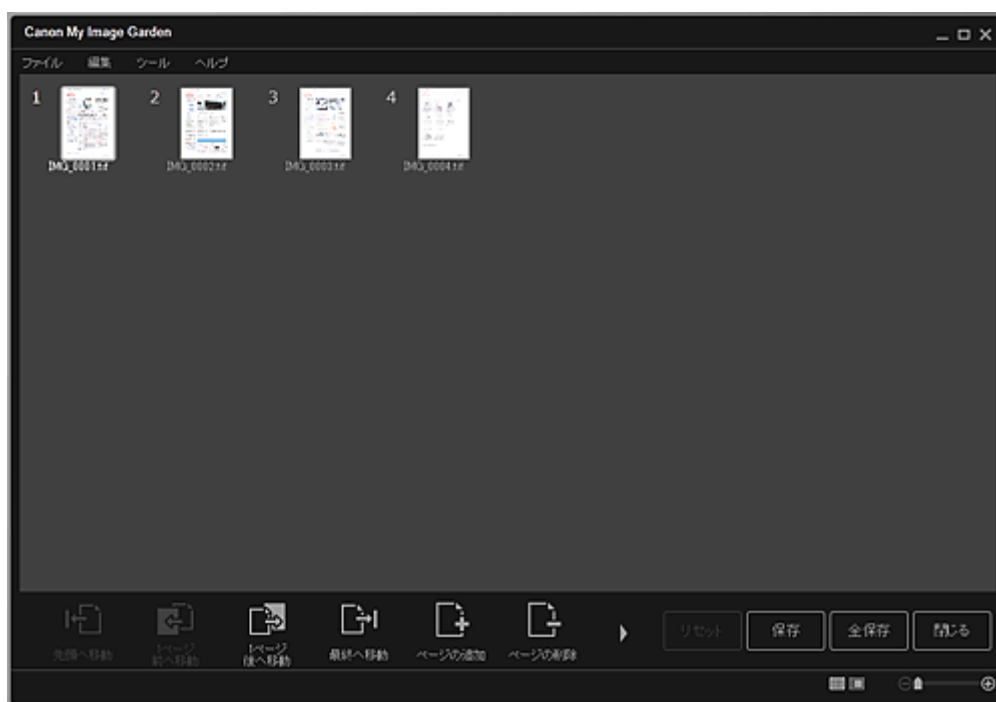 Canon My Image Garden
ファイル 編集 ツール ヘルプ
1 2 3 4
IMG_0001.tif IMG_0002.tif IMG_0003.tif IMG_0004.tif
先頭へ移動
1ページ
前へ移動
1ページ
後へ移動
最終へ移動
ページの追加
ページの削除
リセット
保存
全保存
閉じる